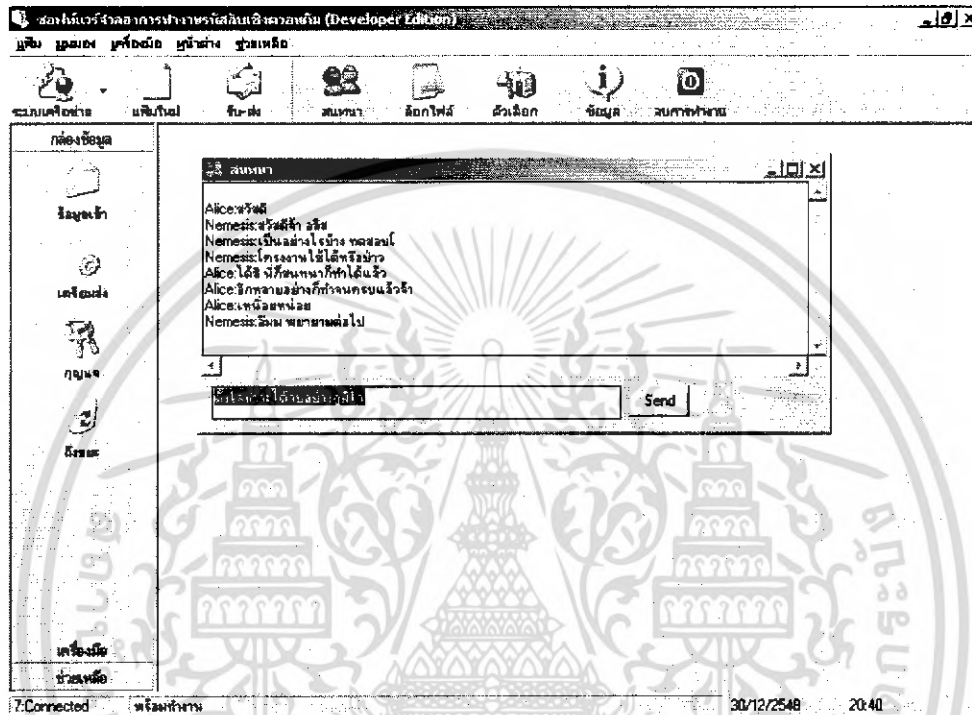 ซอฟท์แวร์จำลองการทำงานรหัสลับเชิงควอนตัม (Developer Edition)
แฟ้ม มุมมอง เครื่องมือ หน้าต่าง ช่วยเหลือ
ระบบเครือข่าย แฟ้มใหม่ รับ-ส่ง สนทนา ล็อกไฟล์ ตัวเลือก ข้อมูล จบการทำงาน
กล่องข้อมูล
ข้อมูลเข้า
เตรียมส่ง
กุญแจ
ถังขยะ
เครื่องมือ
ช่วยเหลือ
สนทนา
Alice:สวัสดี
Nemesis:สวัสดีจ้า อลิส
Nemesis:เป็นอย่างไรบ้าง ทดสอบโ
Nemesis:โครงงานใช้ได้หรือป่าว
Alice:ได้สิ นี่ก็สนทนาก็ทำได้แล้ว
Alice:อีกหลายอย่างก็ทำจนครบแล้วจ้า
Alice:เหนื่อยหน่อย
Nemesis:อืมม พยายามต่อไป
Send
7:Connected พร้อมทำงาน 30/12/2548 20:40